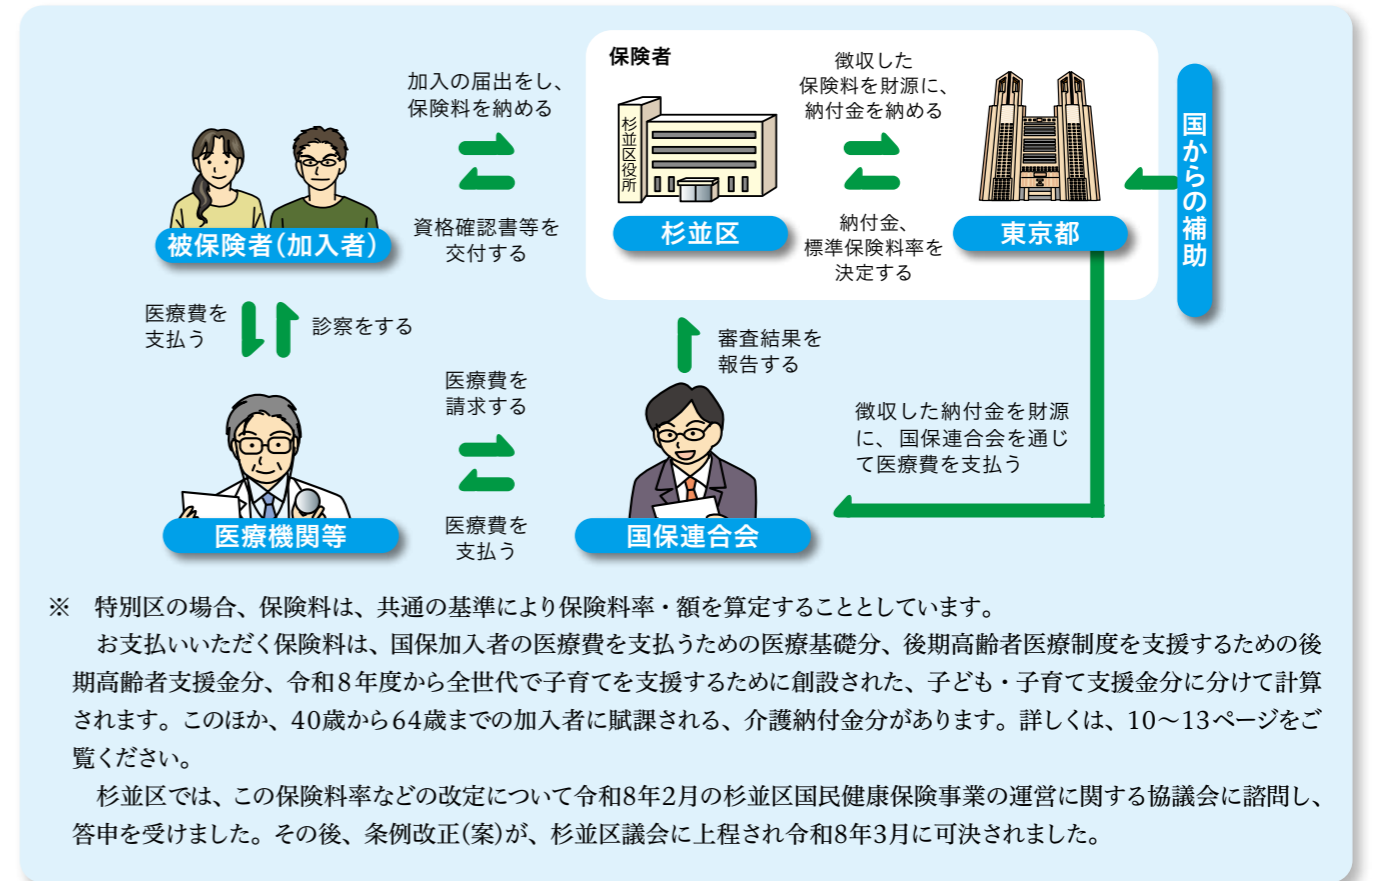 保険者
加入の届出をし、
保険料を納める
徴収した
保険料を財源に、
納付金を納める
杉並区役所
国からの補助
資格確認書等を
交付する
納付金、
標準保険料率を
決定する
被保険者(加入者)
杉並区
東京都
医療費を
支払う
診察をする
審査結果を
報告する
医療費を
請求する
徴収した納付金を財源
に、国保連合会を通じ
て医療費を支払う
医療費を
支払う
医療機関等
国保連合会
※　特別区の場合、保険料は、共通の基準により保険料率・額を算定することとしています。
お支払いいただく保険料は、国保加入者の医療費を支払うための医療基礎分、後期高齢者医療制度を支援するための後
期高齢者支援金分、令和8年度から全世代で子育てを支援するために創設された、子ども・子育て支援金分に分けて計算
されます。このほか、40歳から64歳までの加入者に賦課される、介護納付金分があります。詳しくは、10～13ページをご
覧ください。
杉並区では、この保険料率などの改定について令和8年2月の杉並区国民健康保険事業の運営に関する協議会に諮問し、
答申を受けました。その後、条例改正(案)が、杉並区議会に上程され令和8年3月に可決されました。